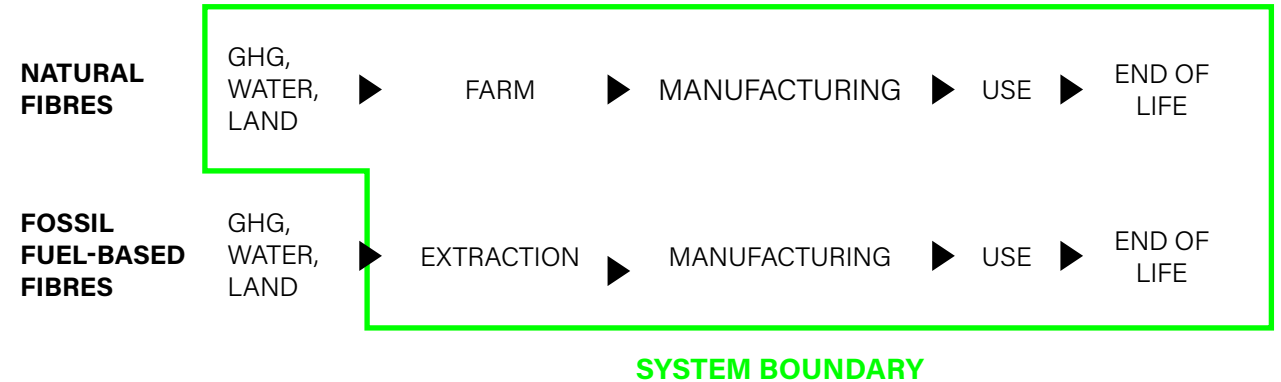 NATURAL
FIBRES
GHG,
WATER,
LAND
FARM
MANUFACTURING
USE
END OF
LIFE
FOSSIL
FUEL-BASED
FIBRES
GHG,
WATER,
LAND
EXTRACTION
MANUFACTURING
USE
END OF
LIFE
SYSTEM BOUNDARY